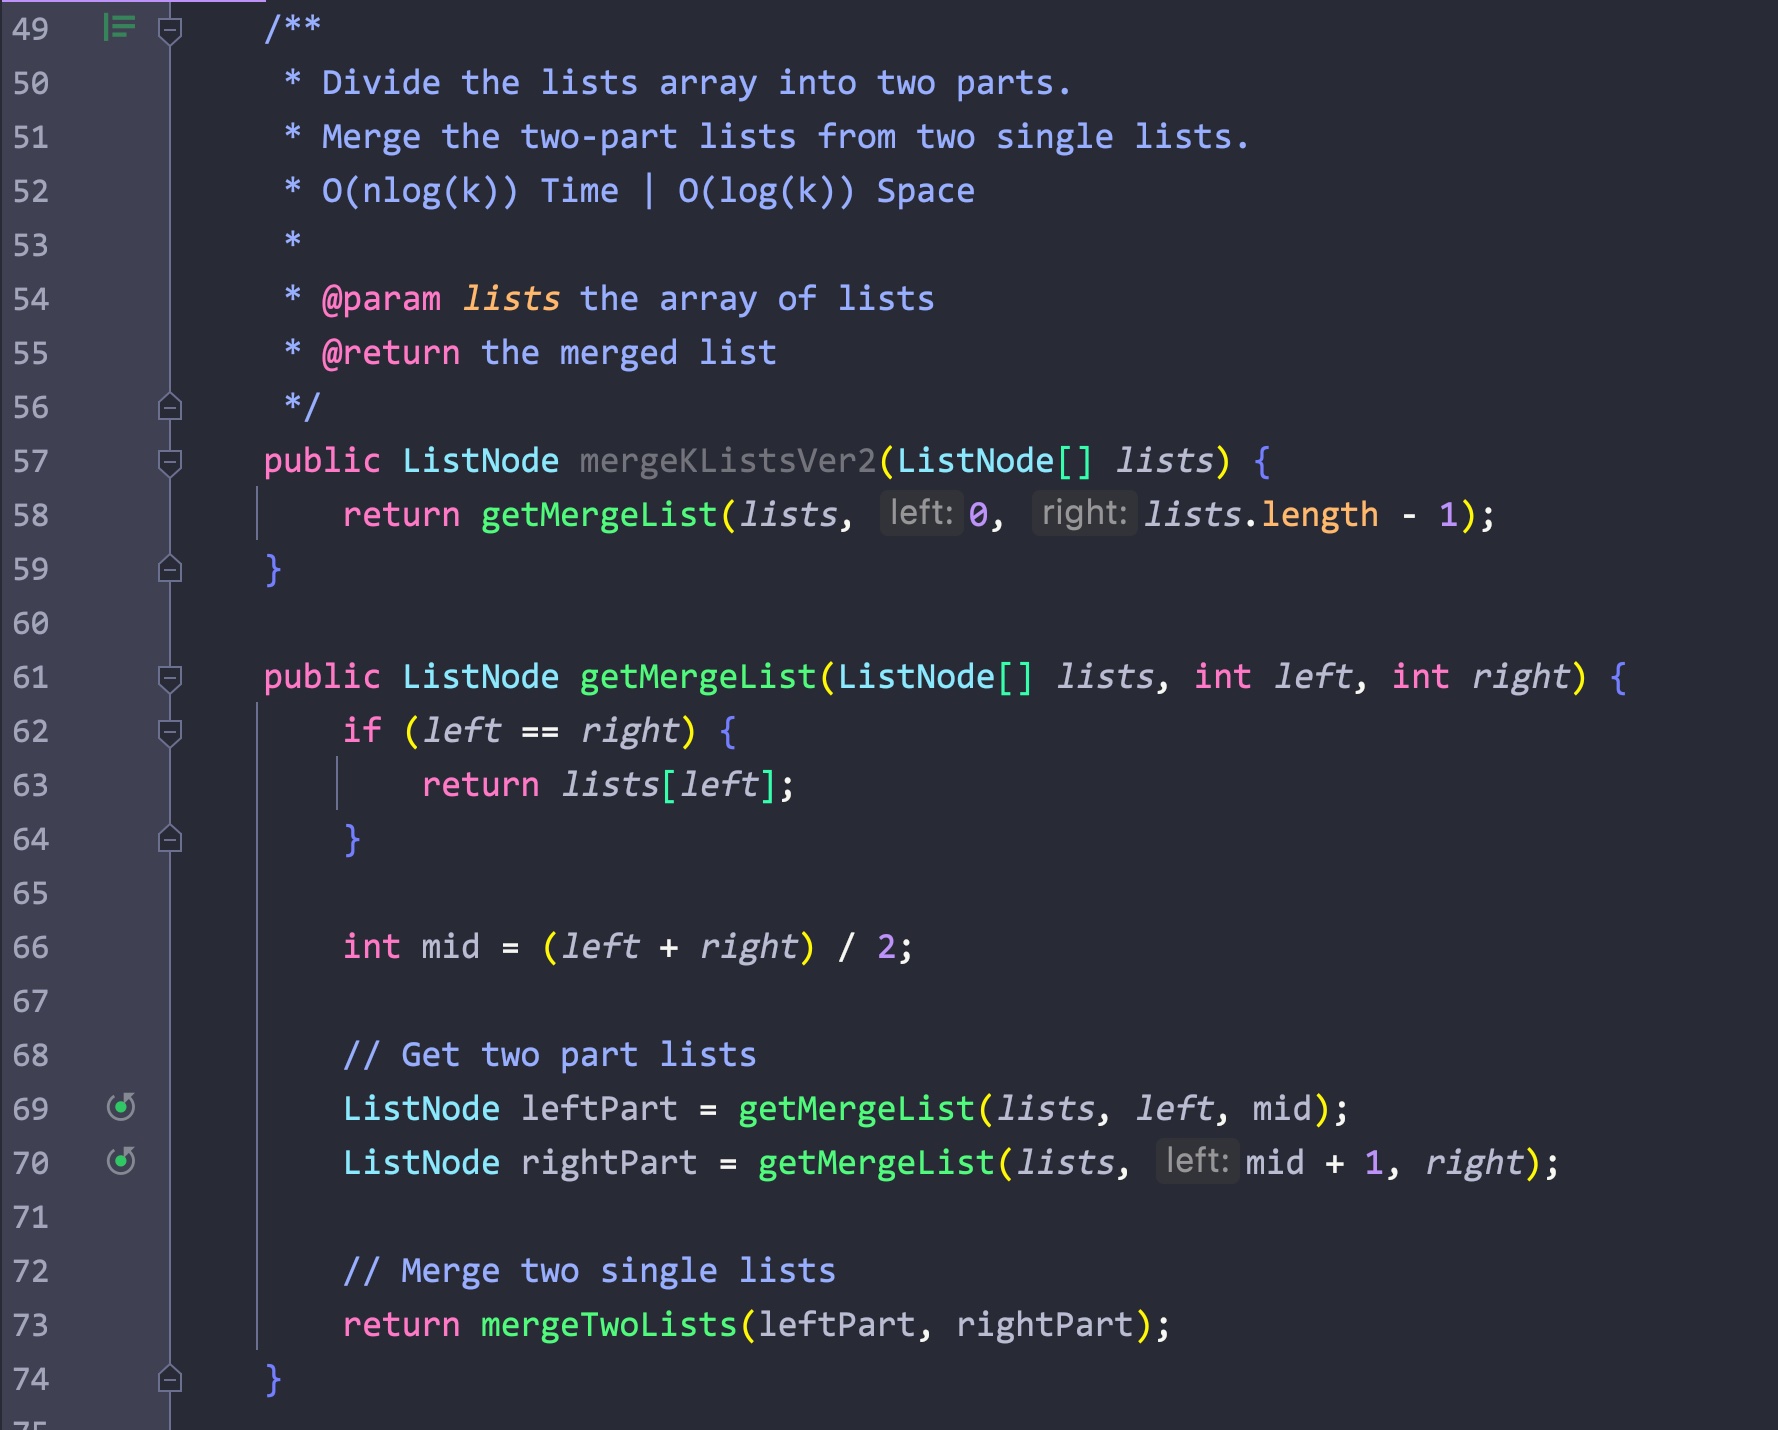 49 /**
50 * Divide the lists array into two parts.
51 * Merge the two-part lists from two single lists.
52 * O(nlog(k)) Time | O(log(k)) Space
53 *
54 * @param lists the array of lists
55 * @return the merged list
56 */
57 public ListNode mergeKListsVer2(ListNode[] lists) {
58 return getMergeList(lists, left: 0, right: lists.length - 1);
59 }
60
61 public ListNode getMergeList(ListNode[] lists, int left, int right) {
62 if (left == right) {
63 return lists[left];
64 }
65
66 int mid = (left + right) / 2;
67
68 // Get two part lists
69 ListNode leftPart = getMergeList(lists, left, mid);
70 ListNode rightPart = getMergeList(lists, left: mid + 1, right);
71
72 // Merge two single lists
73 return mergeTwoLists(leftPart, rightPart);
74 }
75